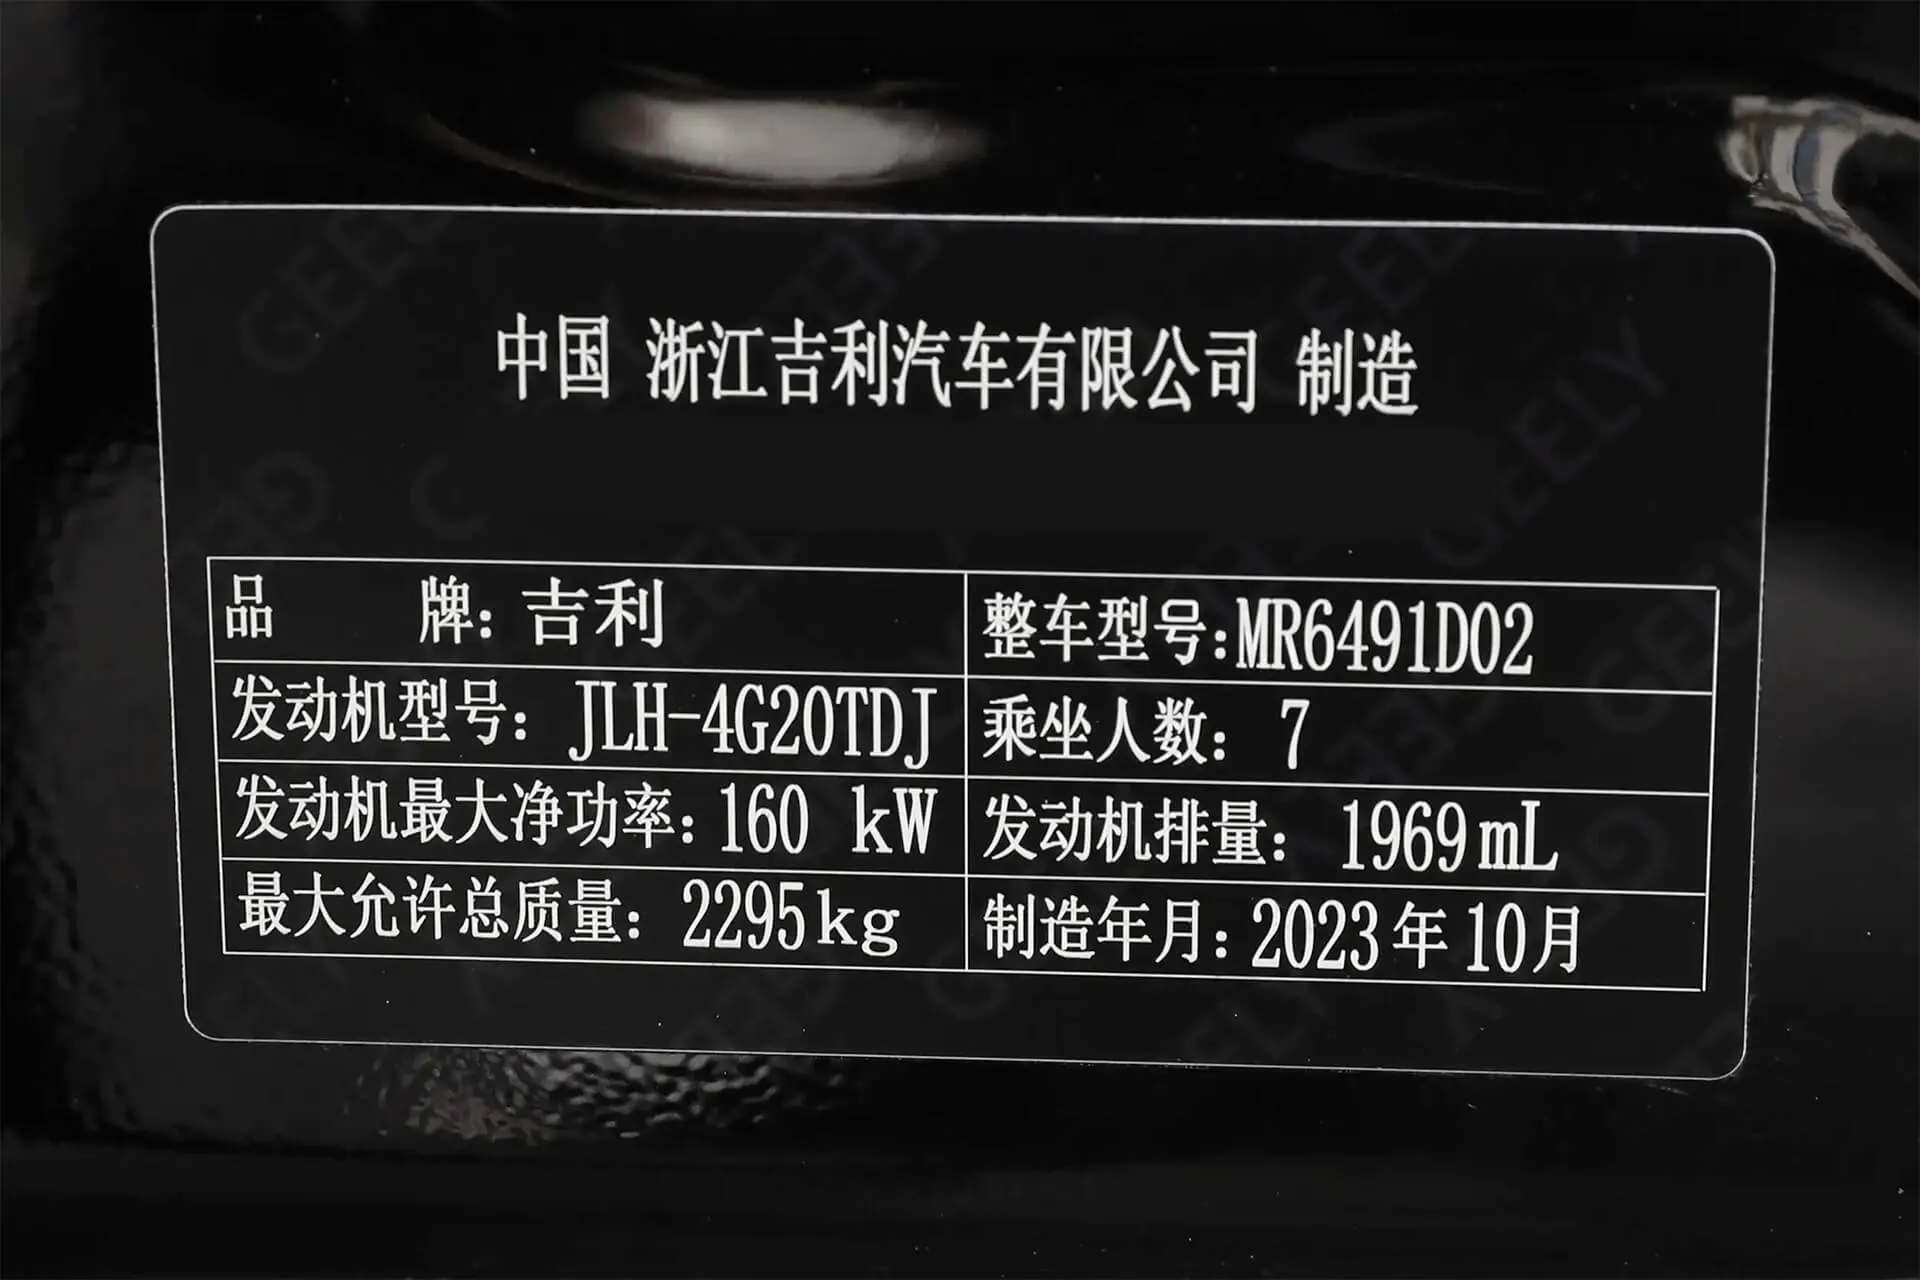 中国 浙江吉利汽车有限公司 制造
品 牌: 吉利 整车型号:MR6491D02
发动机型号: JLH-4G20TDJ 乘坐人数: 7
发动机最大净功率:160 kW 发动机排量: 1969mL
最大允许总质量: 2295kg 制造年月:2023年10月